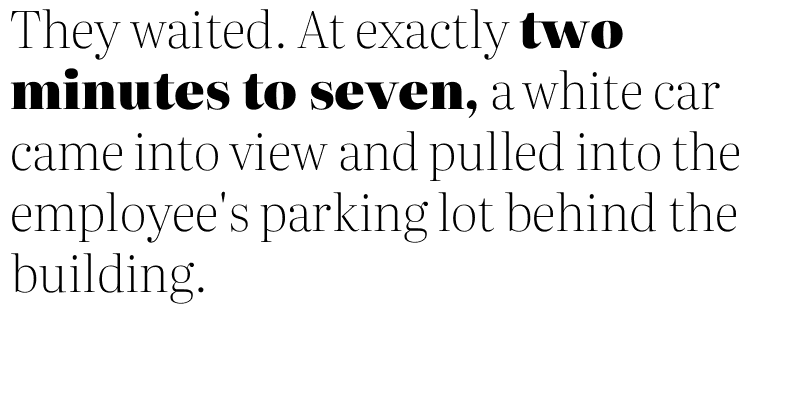 They waited. At exactly two
minutes to seven, a white car
came into view and pulled into the
employee's parking lot behind the
building.